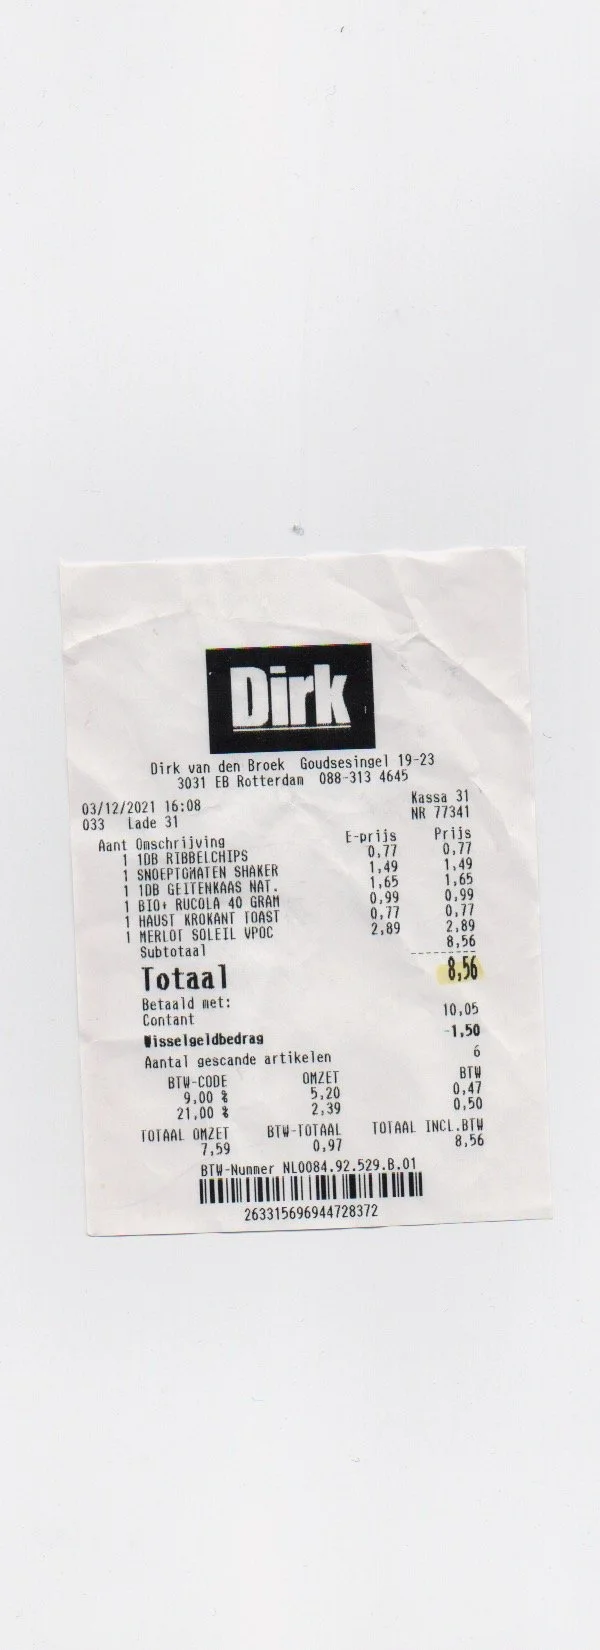 Dirk
Dirk van den Broek Goudsesingel 19-23
3031 EB Rotterdam 088-313 4645
03/12/2021 16:08 Kassa 31
033 Lade 31 NR 77341
Aant Omschrijving E-prijs Prijs
1 1DB RIBBELCHIPS 0,77 0,77
1 SNOEPTOMATEN SHAKER 1,49 1,49
1 1DB GEITENKAAS NAT. 1,65 1,65
1 BIO+ RUCOLA 40 GRAM 0,99 0,99
1 HAUST KROKANT TOAST 0,77 0,77
1 MERLOT SOLEIL VPOC 2,89 2,89
Subtotaal 8,56
Totaal 8,56
Betaald met:
Contant 10,05
Wisselgeldbedrag -1,50
Aantal gescande artikelen 6
BTW-CODE OMZET BTW
9,00 % 5,20 0,47
21,00 % 2,39 0,50
TOTAAL OMZET BTW-TOTAAL TOTAAL INCL.BTW
7,59 0,97 8,56
BTW-Nummer NL0084.92.529.B.01
263315696944728372